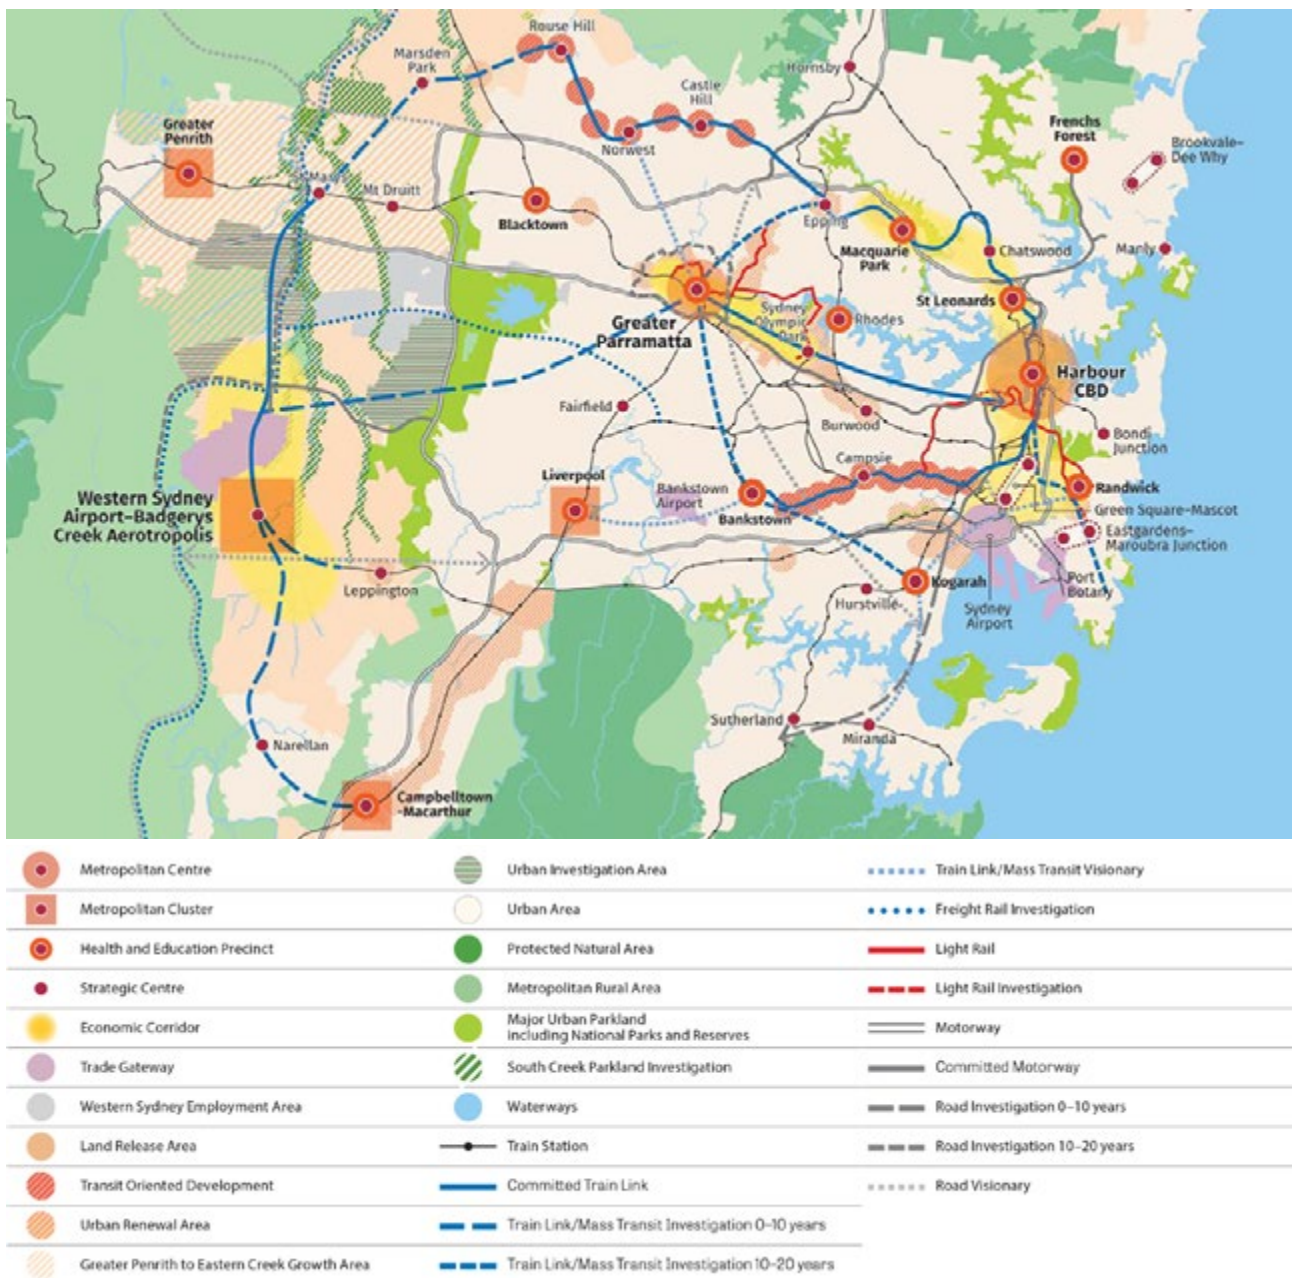 Rouse Hill
Marsden
Park
Hornsby
Castle
Hill
Greater
Penrith
Frenchs
Forest
Brookvale–
Dee Why
Norwest
St Marys
Mt Druitt
Blacktown
Epping
Macquarie
Park
Chatswood
Manly
St Leonards
Greater
Parramatta
Sydney
Olympic
Park
Rhodes
Harbour
CBD
Fairfield
Burwood
Bondi
Junction
Campsie
Liverpool
Western Sydney
Airport–Badgerys
Creek Aerotropolis
Bankstown
Airport
Bankstown
Randwick
Green Square–Mascot
Eastgardens–
Maroubra Junction
Leppington
Kogarah
Hurstville
Port
Botany
Sydney
Airport
Sutherland
Miranda
Narellan
Campbelltown
-Macarthur
Metropolitan Centre
Metropolitan Cluster
Health and Education Precinct
Strategic Centre
Economic Corridor
Trade Gateway
Western Sydney Employment Area
Land Release Area
Transit Oriented Development
Urban Renewal Area
Greater Penrith to Eastern Creek Growth Area
Urban Investigation Area
Urban Area
Protected Natural Area
Metropolitan Rural Area
Major Urban Parkland
including National Parks and Reserves
South Creek Parkland Investigation
Waterways
Train Station
Committed Train Link
Train Link/Mass Transit Investigation 0–10 years
Train Link/Mass Transit Investigation 10–20 years
Train Link/Mass Transit Visionary
Freight Rail Investigation
Light Rail
Light Rail Investigation
Motorway
Committed Motorway
Road Investigation 0–10 years
Road Investigation 10–20 years
Road Visionary